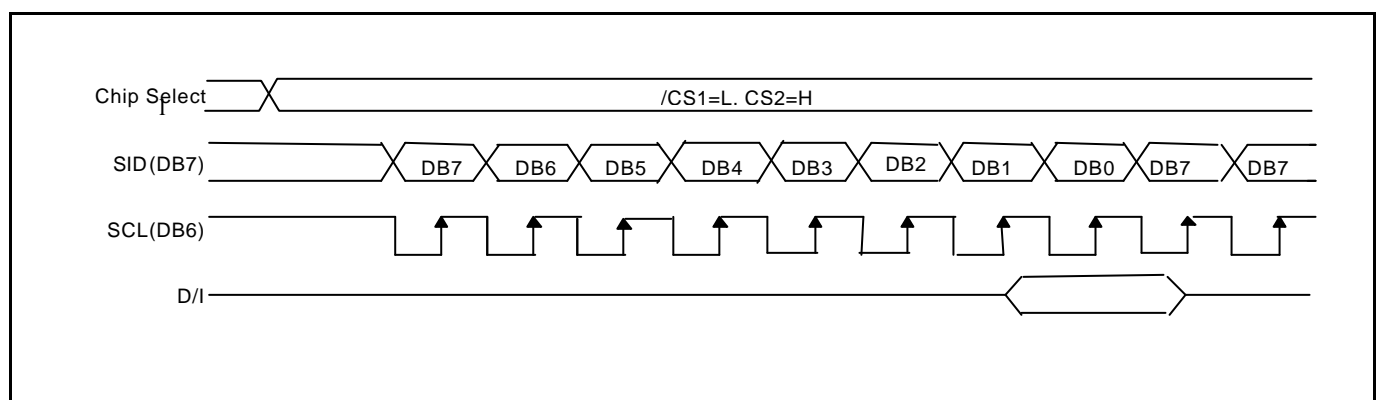 Chip Select
I
/CS1=L. CS2=H
SID(DB7)
DB7 DB6 DB5 DB4 DB3 DB2 DB1 DB0 DB7 DB7
SCL(DB6)
D/I